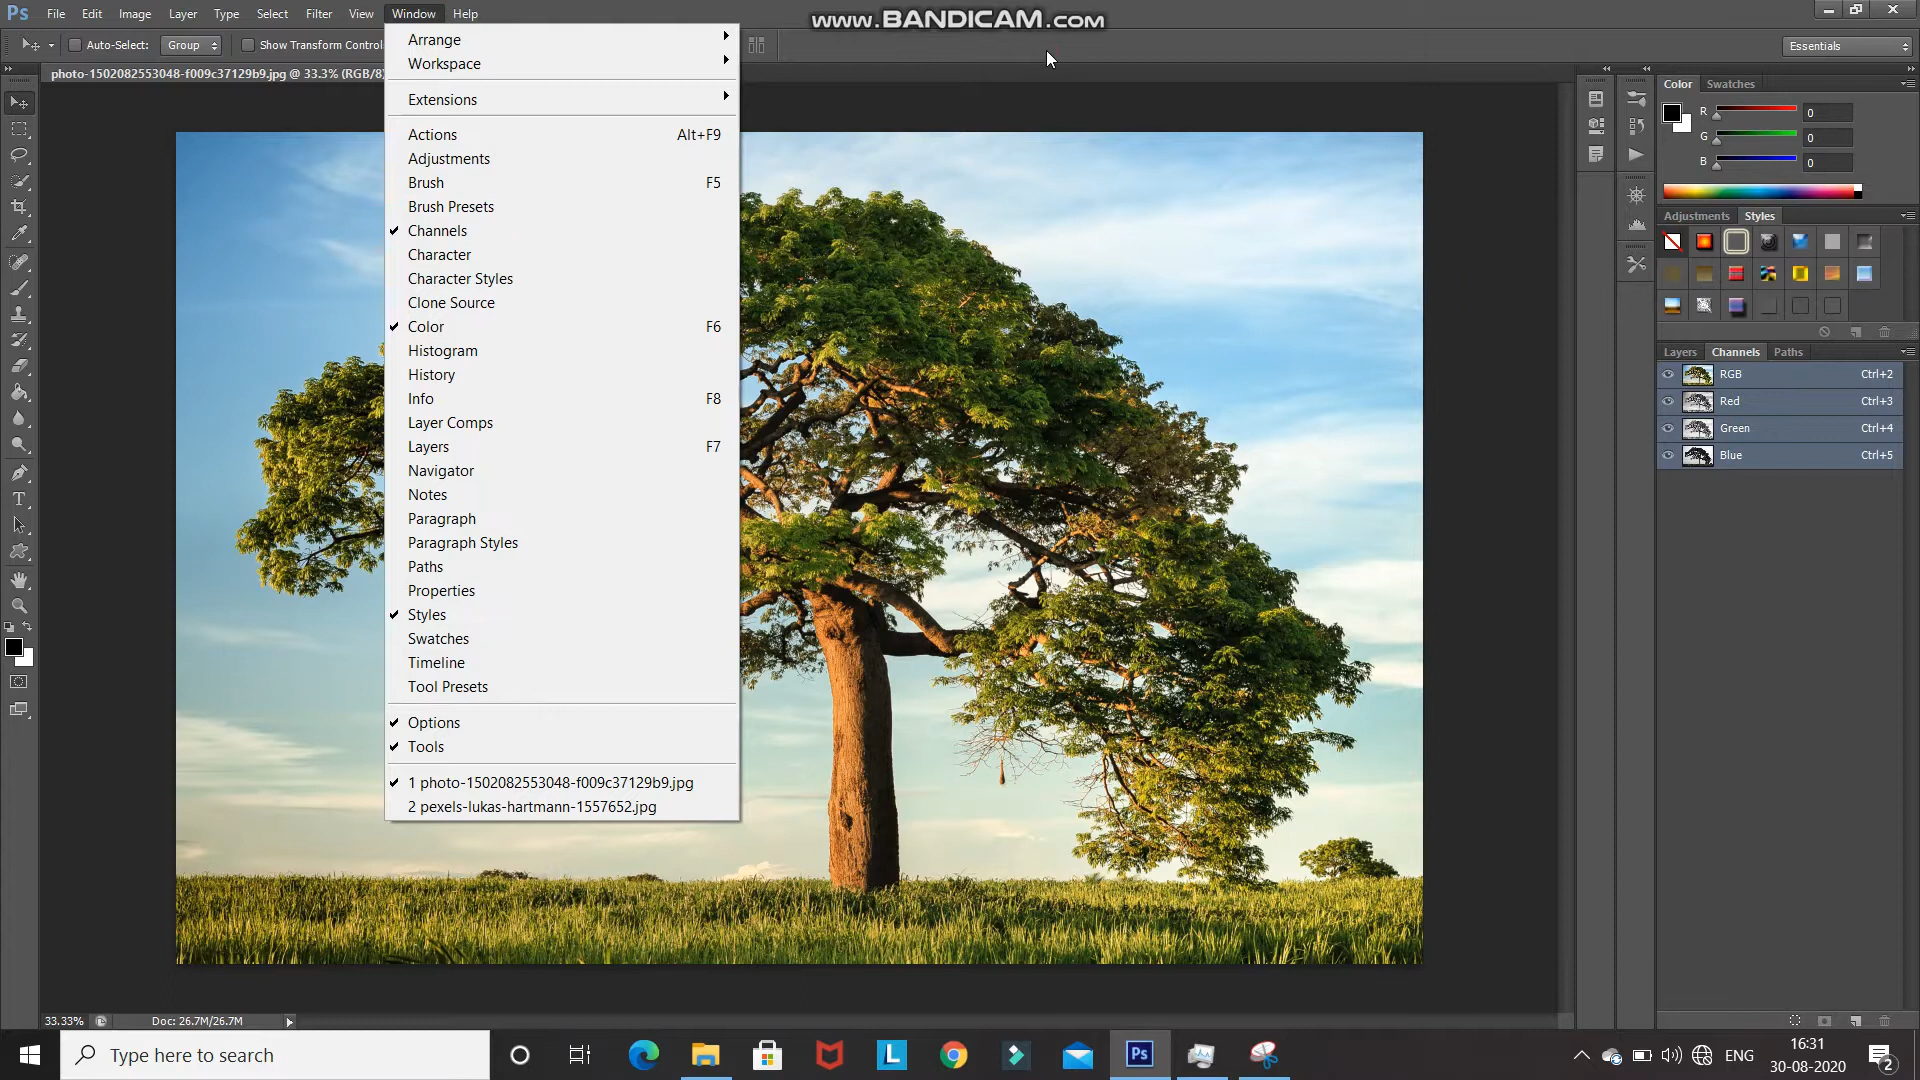 Ps File Edit Image Layer Type Select Filter View Window Help
www.BANDICAM.com
Auto-Select: Group Show Transform Control
Essentials
photo-1502082553048-f009c37129b9.jpg @ 33.3% (RGB/8)
Arrange
Workspace
Extensions
Actions Alt+F9
Adjustments
Brush F5
Brush Presets
Channels
Character
Character Styles
Clone Source
Color F6
Histogram
History
Info F8
Layer Comps
Layers F7
Navigator
Notes
Paragraph
Paragraph Styles
Paths
Properties
Styles
Swatches
Timeline
Tool Presets
Options
Tools
1 photo-1502082553048-f009c37129b9.jpg
2 pexels-lukas-hartmann-1557652.jpg
Color Swatches
R 0
G 0
B 0
Adjustments Styles
Layers Channels Paths
RGB Ctrl+2
Red Ctrl+3
Green Ctrl+4
Blue Ctrl+5
33.33% Doc: 26.7M/26.7M
Type here to search
L
Ps
ENG
16:31
30-08-2020
2